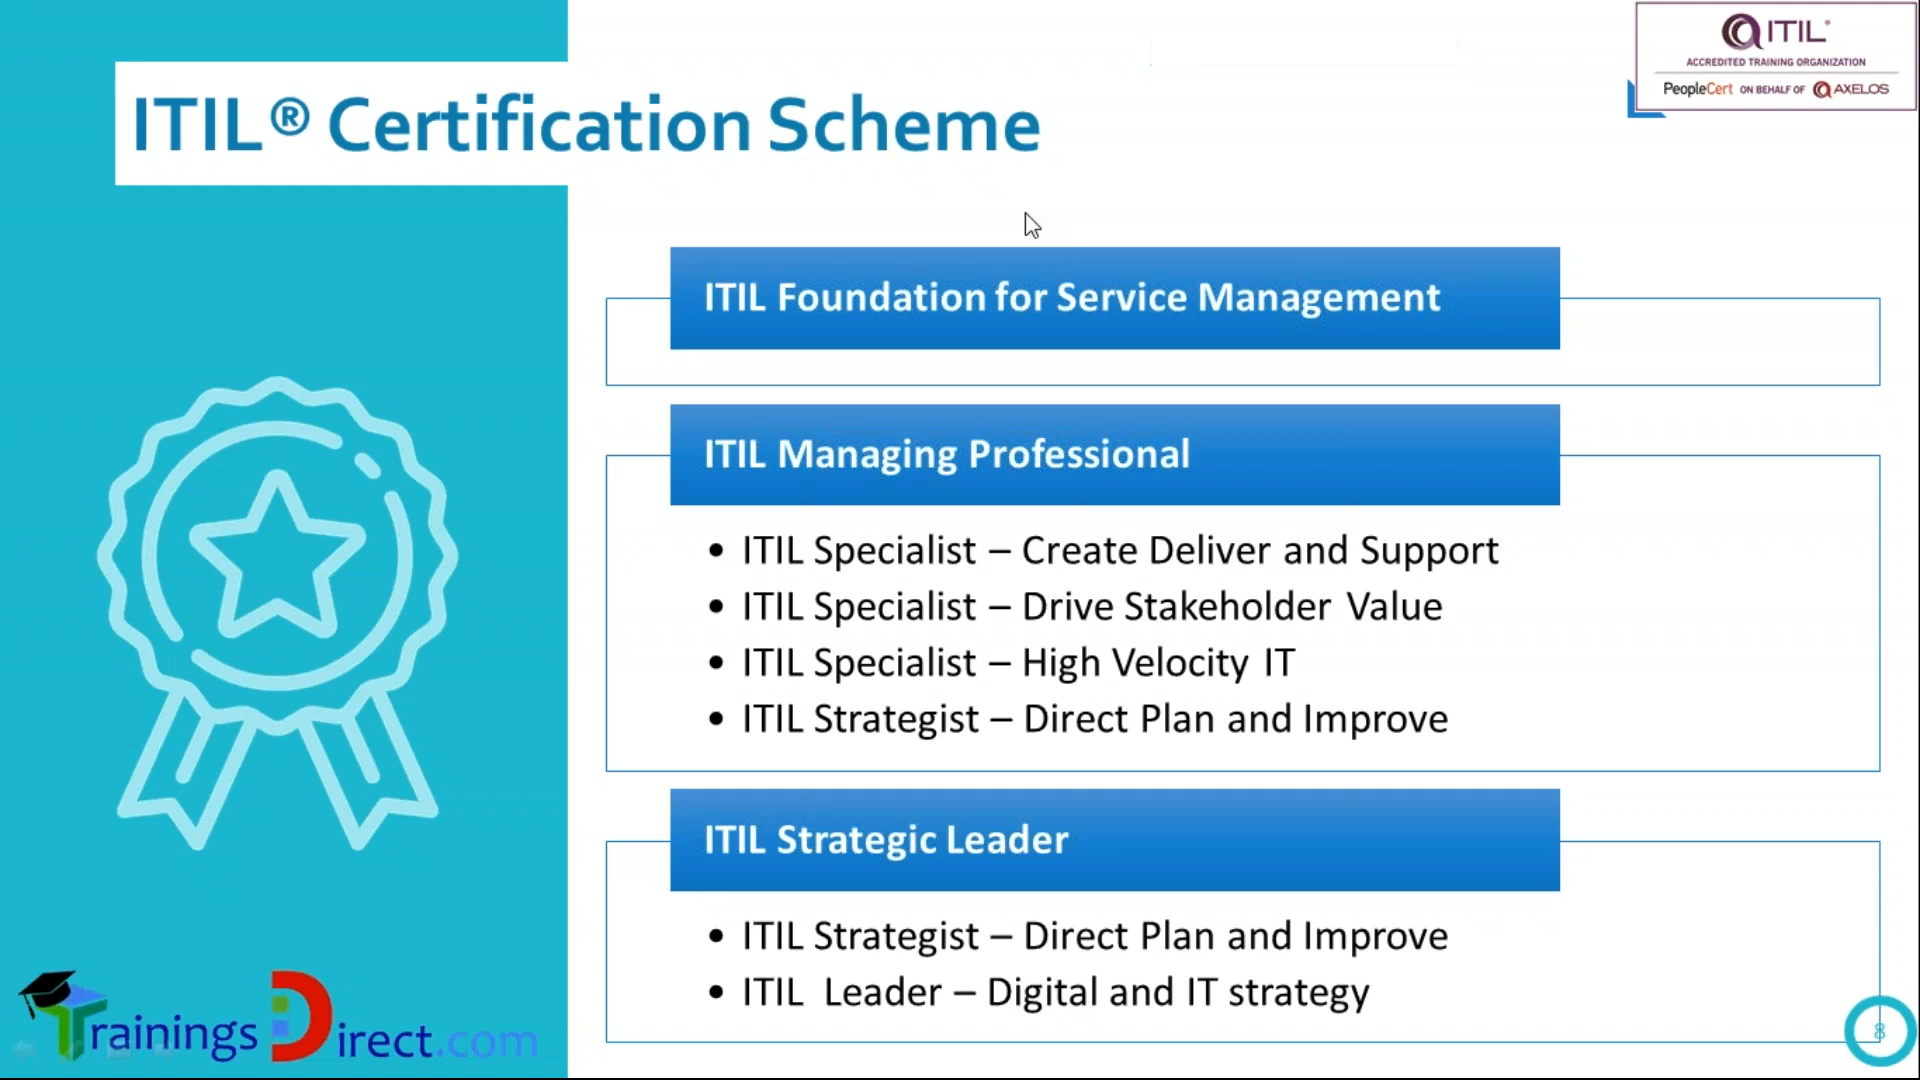 ITIL®
ACCREDITED TRAINING ORGANIZATION
PeopleCert ON BEHALF OF AXELOS
ITIL® Certification Scheme
ITIL Foundation for Service Management
ITIL Managing Professional
• ITIL Specialist – Create Deliver and Support
• ITIL Specialist – Drive Stakeholder Value
• ITIL Specialist – High Velocity IT
• ITIL Strategist – Direct Plan and Improve
ITIL Strategic Leader
• ITIL Strategist – Direct Plan and Improve
• ITIL Leader – Digital and IT strategy
TrainingsDirect.com
8